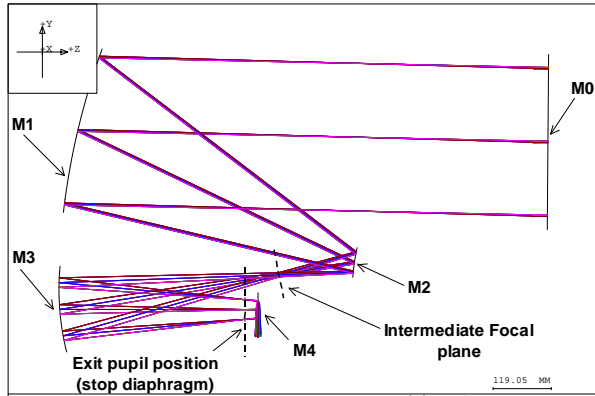 +Y
+X
+Z
M0
M1
M3
M2
M4
Intermediate Focal
plane
Exit pupil position
(stop diaphragm)
119.05 MM